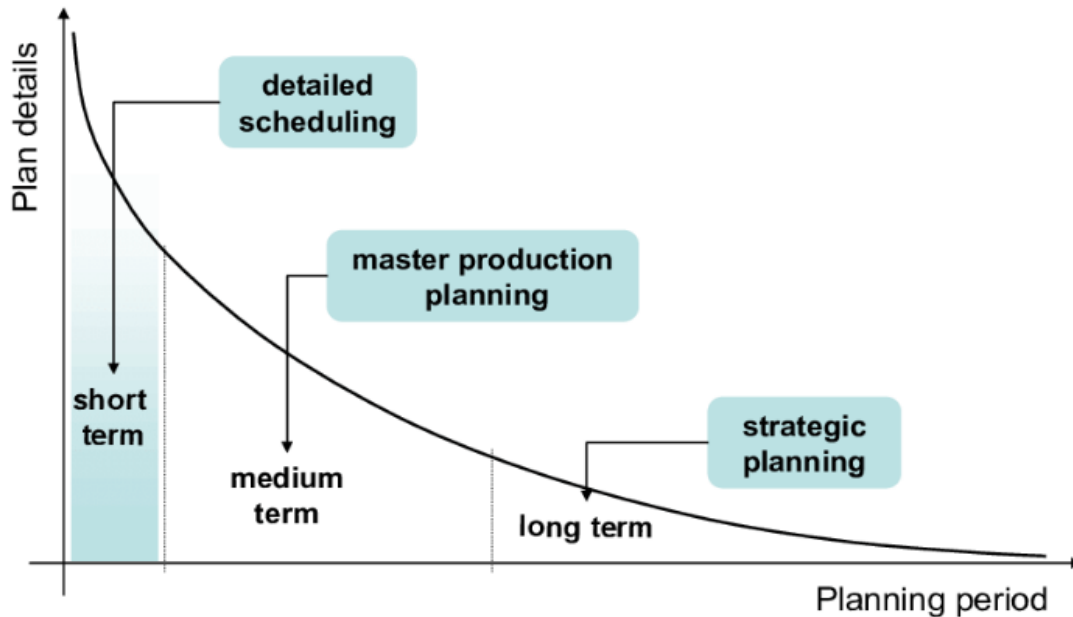 Plan details
detailed
scheduling
master production
planning
strategic
planning
short
term
medium
term
long term
Planning period